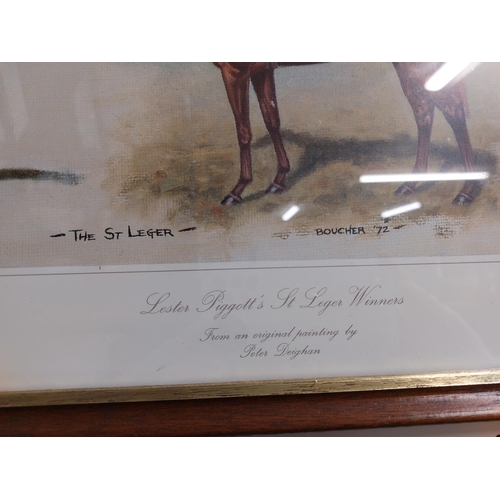 - THE ST LEGER -
BOUCHER '72 -
Lester Piggott's St Leger Winners
From an original painting by
Peter Deighan